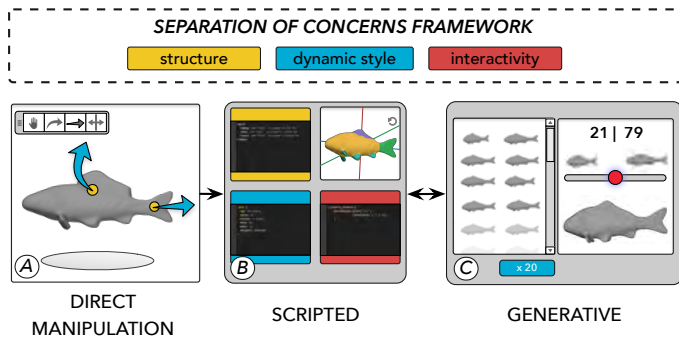 SEPARATION OF CONCERNS FRAMEWORK
structure
dynamic style
interactivity
21 | 79
A
B
C
x 20
DIRECT
MANIPULATION
SCRIPTED
GENERATIVE